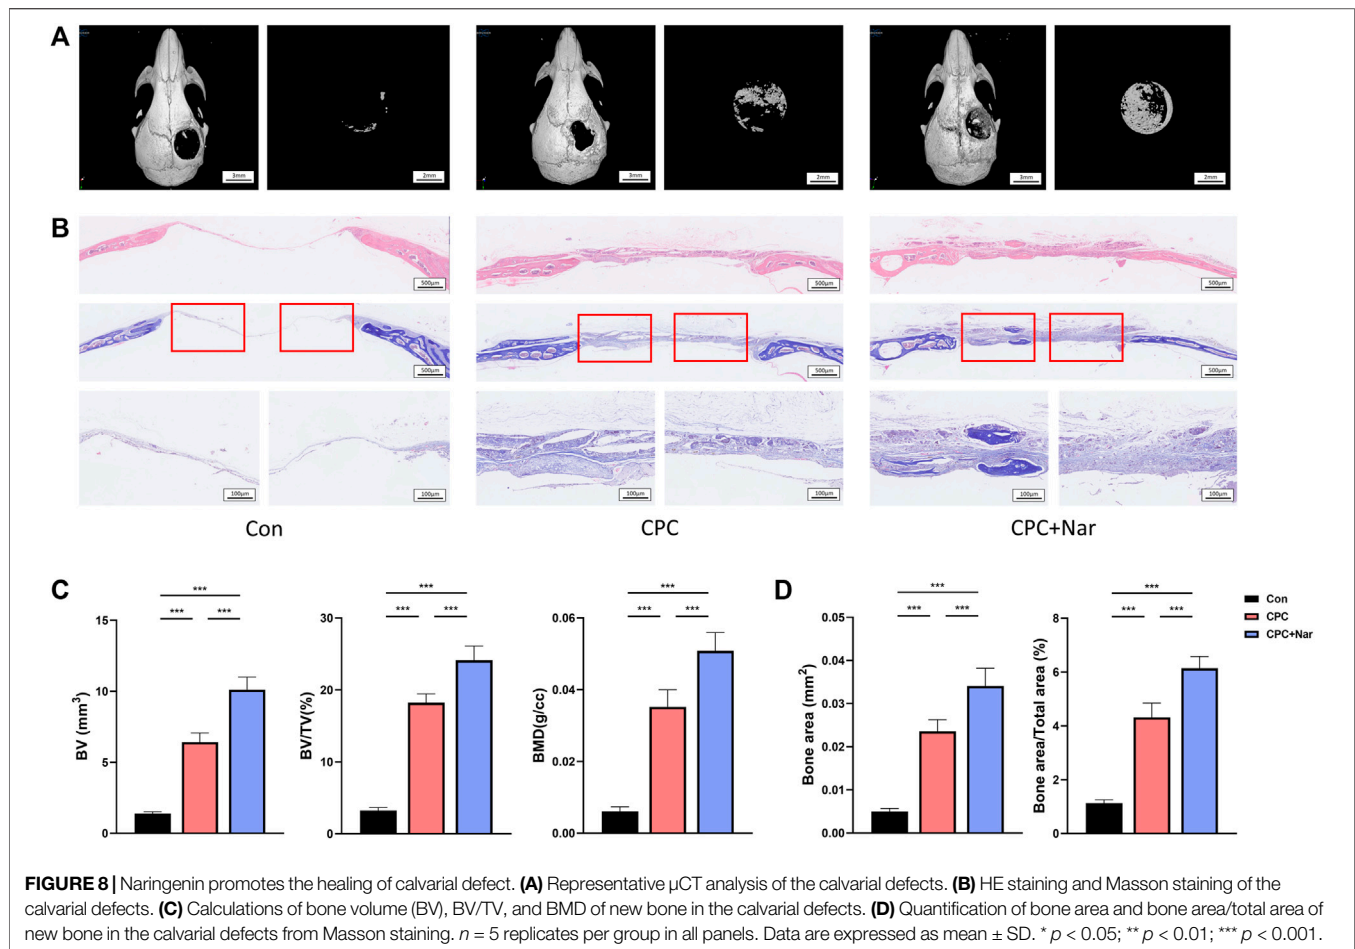 A
3mm
2mm
3mm
2mm
3mm
2mm
B
500μm
500μm
500μm
500μm
500μm
500μm
100μm
100μm
100μm
100μm
100μm
100μm
Con
CPC
CPC+Nar
C
***
***
***
BV (mm³)
15
10
5
0
***
***
***
BV/TV(%)
30
20
10
0
***
***
***
BMD(g/cc)
0.06
0.04
0.02
0.00
D
***
***
***
Bone area (mm²)
0.05
0.04
0.03
0.02
0.01
0.00
***
***
***
Bone area/Total area (%)
8
6
4
2
0
Con
CPC
CPC+Nar
FIGURE 8 | Naringenin promotes the healing of calvarial defect. (A) Representative μCT analysis of the calvarial defects. (B) HE staining and Masson staining of the
calvarial defects. (C) Calculations of bone volume (BV), BV/TV, and BMD of new bone in the calvarial defects. (D) Quantification of bone area and bone area/total area of
new bone in the calvarial defects from Masson staining. n = 5 replicates per group in all panels. Data are expressed as mean ± SD. * p < 0.05; ** p < 0.01; *** p < 0.001.